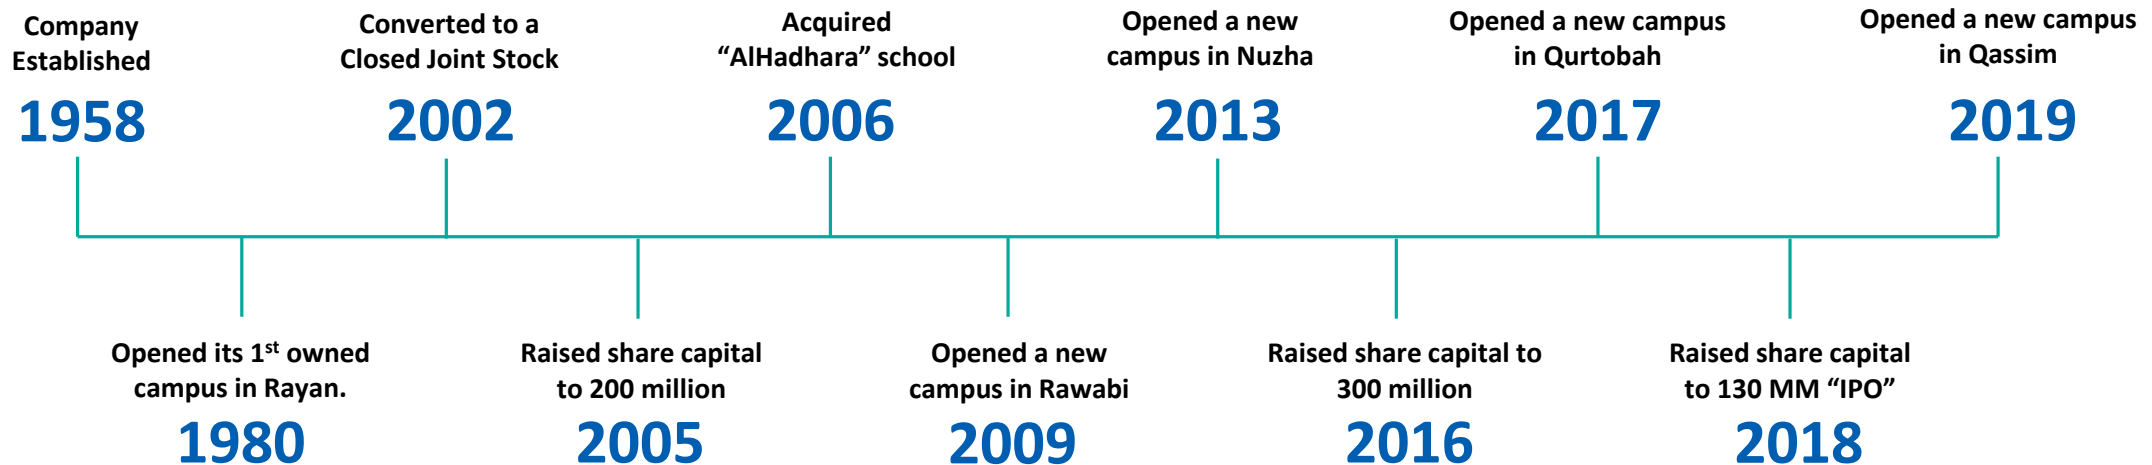 Company
Established
1958
Converted to a
Closed Joint Stock
2002
Acquired
“AlHadhara” school
2006
Opened a new
campus in Nuzha
2013
Opened a new campus
in Qurtobah
2017
Opened a new campus
in Qassim
2019
Opened its 1st owned
campus in Rayan.
1980
Raised share capital
to 200 million
2005
Opened a new
campus in Rawabi
2009
Raised share capital to
300 million
2016
Raised share capital
to 130 MM “IPO”
2018